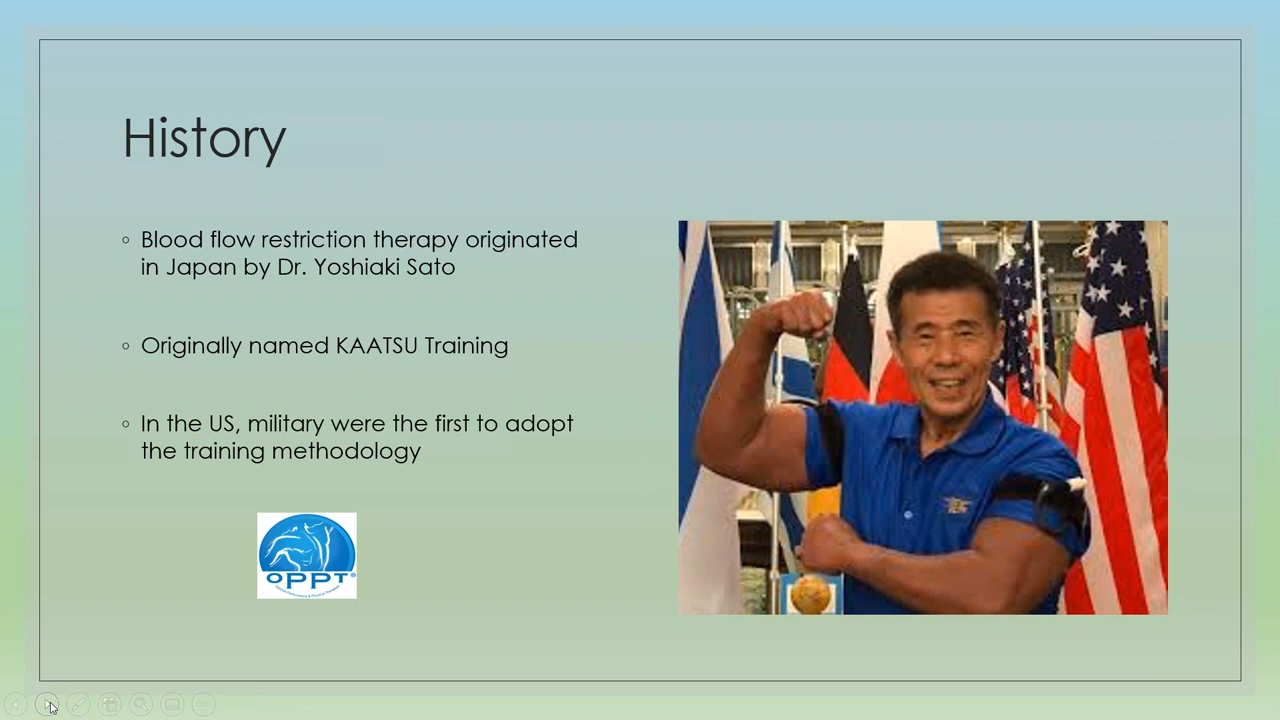 History
Blood flow restriction therapy originated
in Japan by Dr. Yoshiaki Sato
Originally named KAATSU Training
In the US, military were the first to adopt
the training methodology
OPPT®